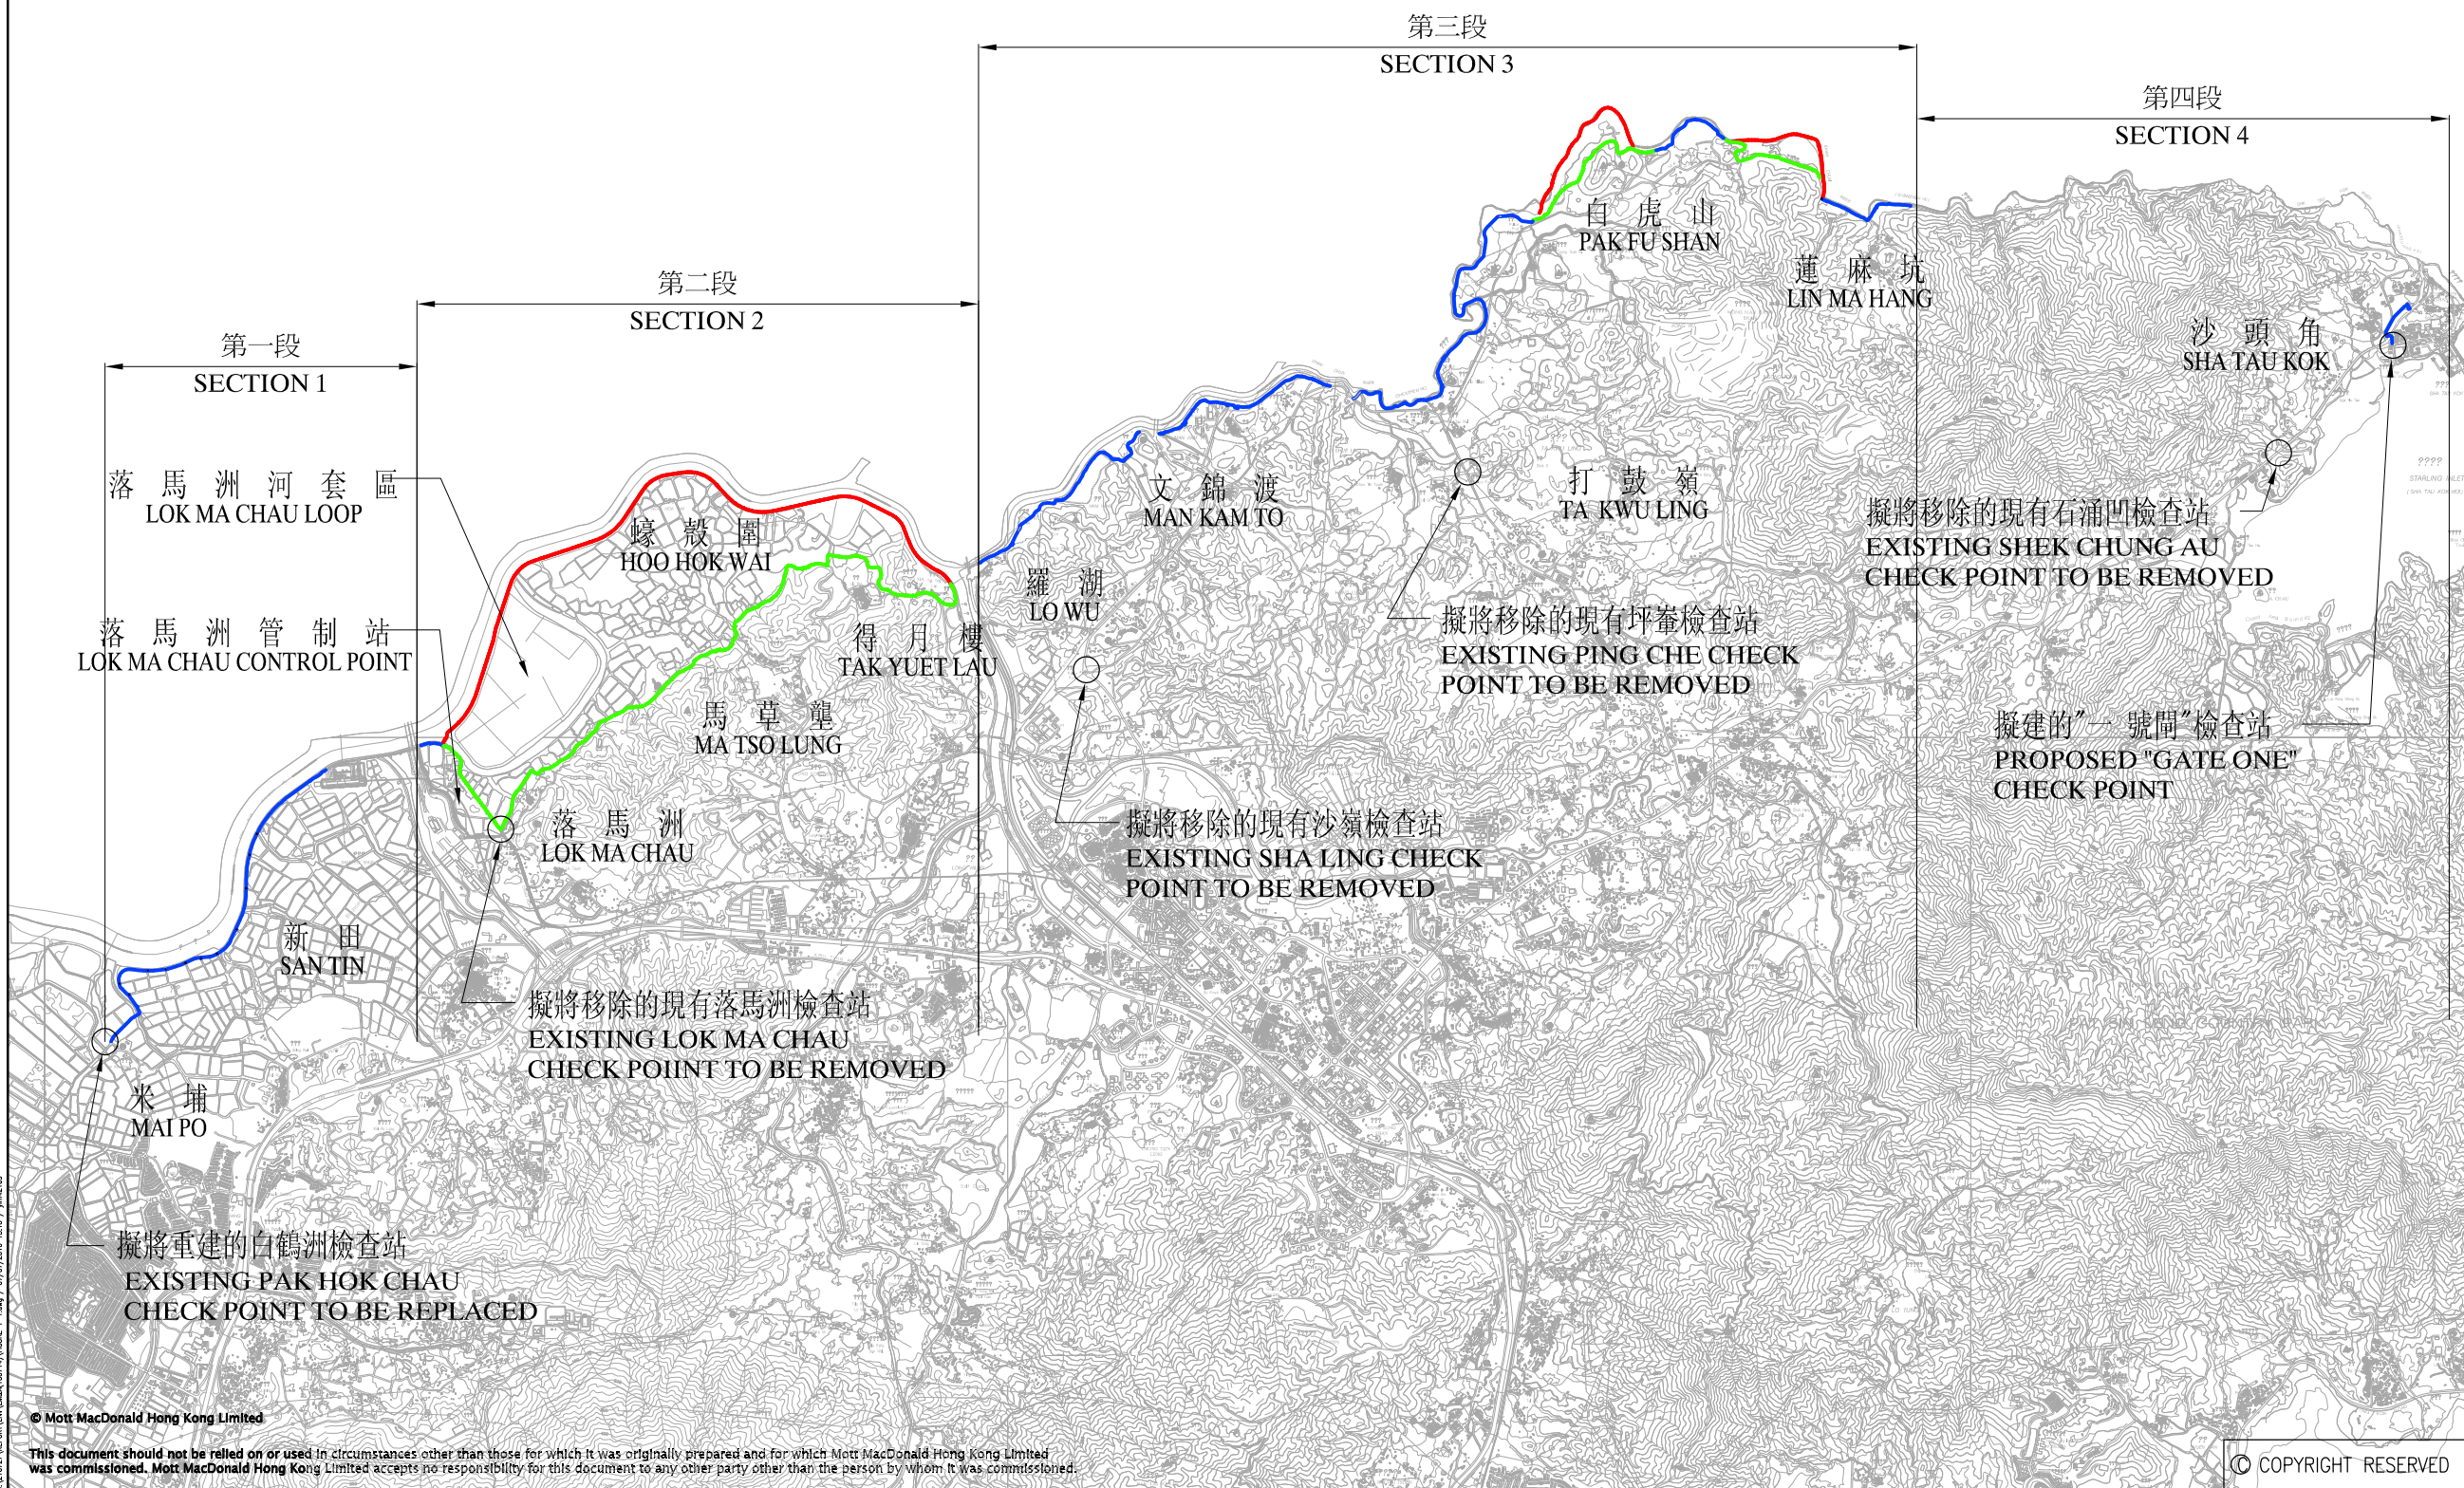 第三段
SECTION 3
第四段
SECTION 4
第二段
SECTION 2
第一段
SECTION 1
白虎山
PAK FU SHAN
蓮麻坑
LIN MA HANG
沙頭角
SHA TAU KOK
落馬洲河套區
LOK MA CHAU LOOP
蠔殼圍
HOO HOK WAI
文錦渡
MAN KAM TO
打鼓嶺
TA KWU LING
擬將移除的現有石涌凹檢查站
EXISTING SHEK CHUNG AU
CHECK POINT TO BE REMOVED
羅湖
LO WU
落馬洲管制站
LOK MA CHAU CONTROL POINT
得月樓
TAK YUET LAU
擬將移除的現有坪輋檢查站
EXISTING PING CHE CHECK
POINT TO BE REMOVED
馬草壟
MA TSO LUNG
擬建的"一號閘"檢查站
PROPOSED "GATE ONE"
CHECK POINT
落馬洲
LOK MA CHAU
擬將移除的現有沙嶺檢查站
EXISTING SHA LING CHECK
POINT TO BE REMOVED
新田
SAN TIN
擬將移除的現有落馬洲檢查站
EXISTING LOK MA CHAU
CHECK POIINT TO BE REMOVED
米埔
MAI PO
擬將重建的白鶴洲檢查站
EXISTING PAK HOK CHAU
CHECK POINT TO BE REPLACED
© Mott MacDonald Hong Kong Limited
This document should not be relied on or used in circumstances other than those for which it was originally prepared and for which Mott MacDonald Hong Kong Limited
was commissioned. Mott MacDonald Hong Kong Limited accepts no responsibility for this document to any other party other than the person by whom it was commissioned.
© COPYRIGHT RESERVED